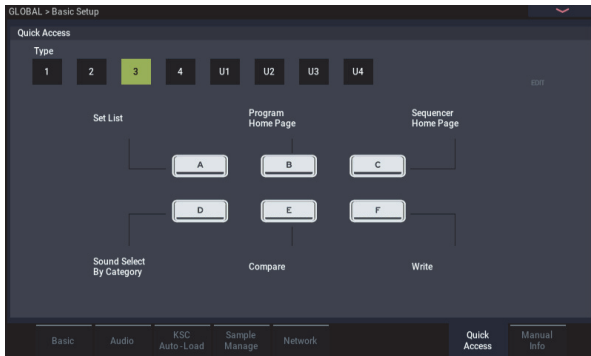 GLOBAL > Basic Setup
Quick Access
Type
1 2 3 4 U1 U2 U3 U4
EDIT
Set List
Program
Home Page
Sequencer
Home Page
A B C
D E F
Sound Select
By Category
Compare
Write
Basic
Audio
KSC
Auto-Load
Sample
Manage
Network
Quick
Access
Manual
Info